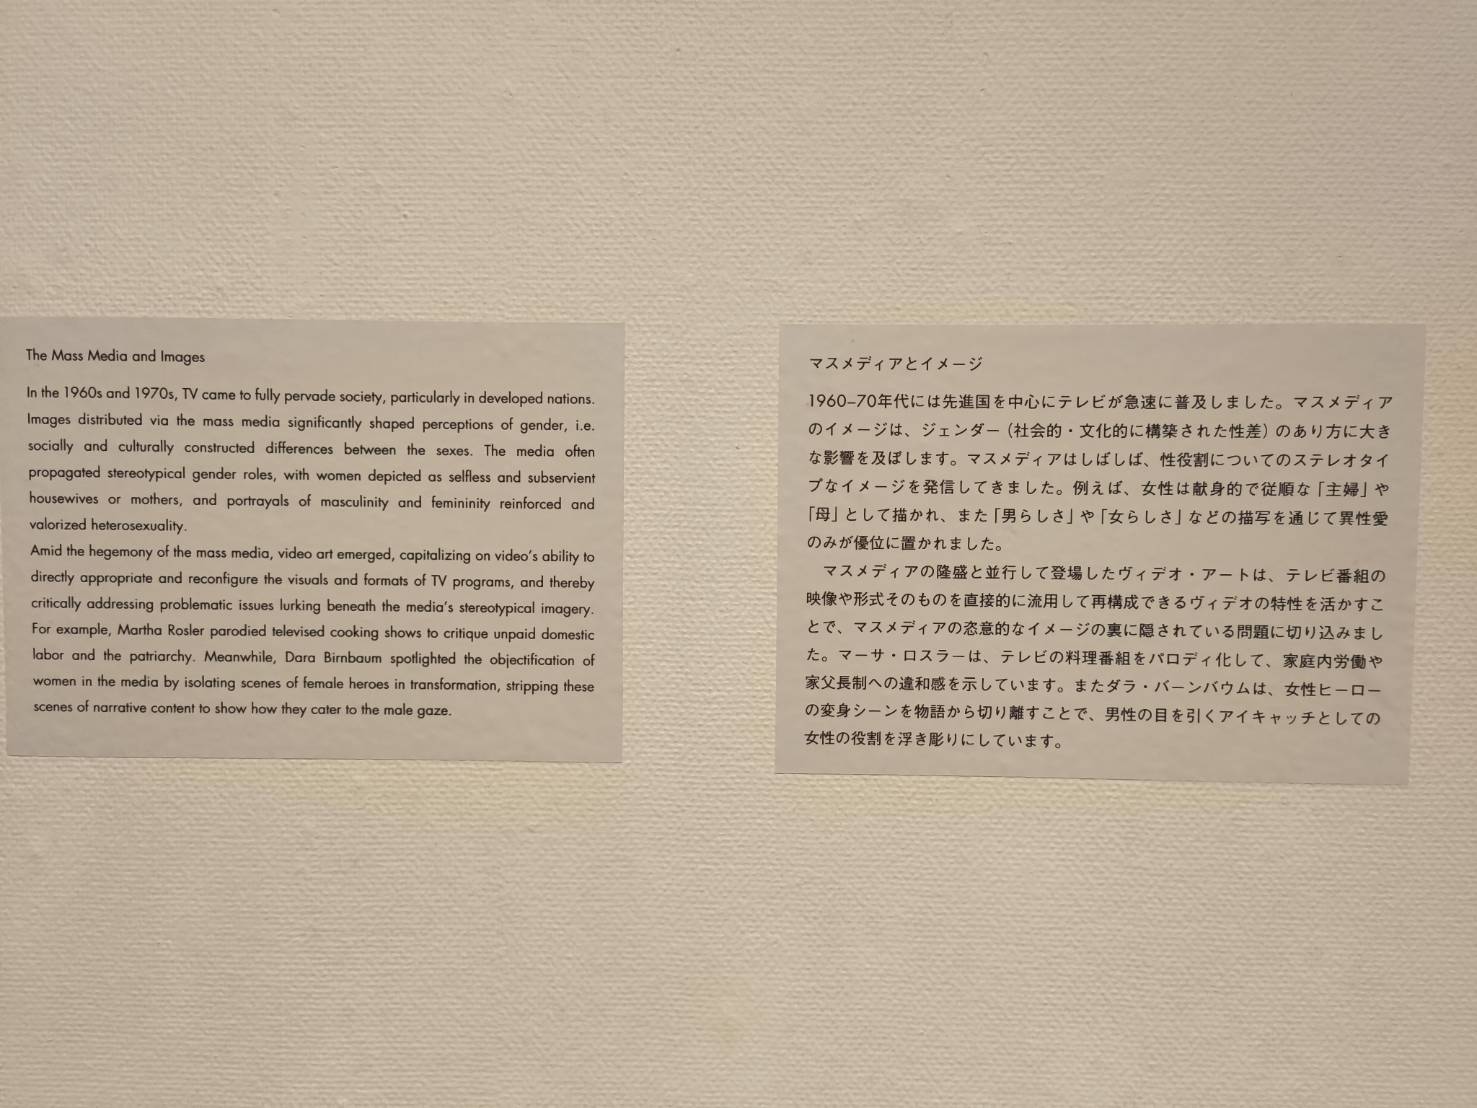 The Mass Media and Images
In the 1960s and 1970s, TV came to fully pervade society, particularly in developed nations.
Images distributed via the mass media significantly shaped perceptions of gender, i.e.
socially and culturally constructed differences between the sexes. The media often
propagated stereotypical gender roles, with women depicted as selfless and subservient
housewives or mothers, and portrayals of masculinity and femininity reinforced and
valorized heterosexuality.
Amid the hegemony of the mass media, video art emerged, capitalizing on video's ability to
directly appropriate and reconfigure the visuals and formats of TV programs, and thereby
critically addressing problematic issues lurking beneath the media's stereotypical imagery.
For example, Martha Rosler parodied televised cooking shows to critique unpaid domestic
labor and the patriarchy. Meanwhile, Dara Birnbaum spotlighted the objectification of
women in the media by isolating scenes of female heroes in transformation, stripping these
scenes of narrative content to show how they cater to the male gaze.
マスメディアとイメージ
1960–70年代には先進国を中心にテレビが急速に普及しました。マスメディア
のイメージは、ジェンダー（社会的・文化的に構築された性差）のあり方に大き
な影響を及ぼします。マスメディアはしばしば、性役割についてのステレオタイ
プなイメージを発信してきました。例えば、女性は献身的で従順な「主婦」や
「母」として描かれ、また「男らしさ」や「女らしさ」などの描写を通じて異性愛
のみが優位に置かれました。
マスメディアの隆盛と並行して登場したヴィデオ・アートは、テレビ番組の
映像や形式そのものを直接的に流用して再構成できるヴィデオの特性を活かすこ
とで、マスメディアの恣意的なイメージの裏に隠されている問題に切り込みまし
た。マーサ・ロスラーは、テレビの料理番組をパロディ化して、家庭内労働や
家父長制への違和感を示しています。またダラ・バーンバウムは、女性ヒーロー
の変身シーンを物語から切り離すことで、男性の目を引くアイキャッチとしての
女性の役割を浮き彫りにしています。